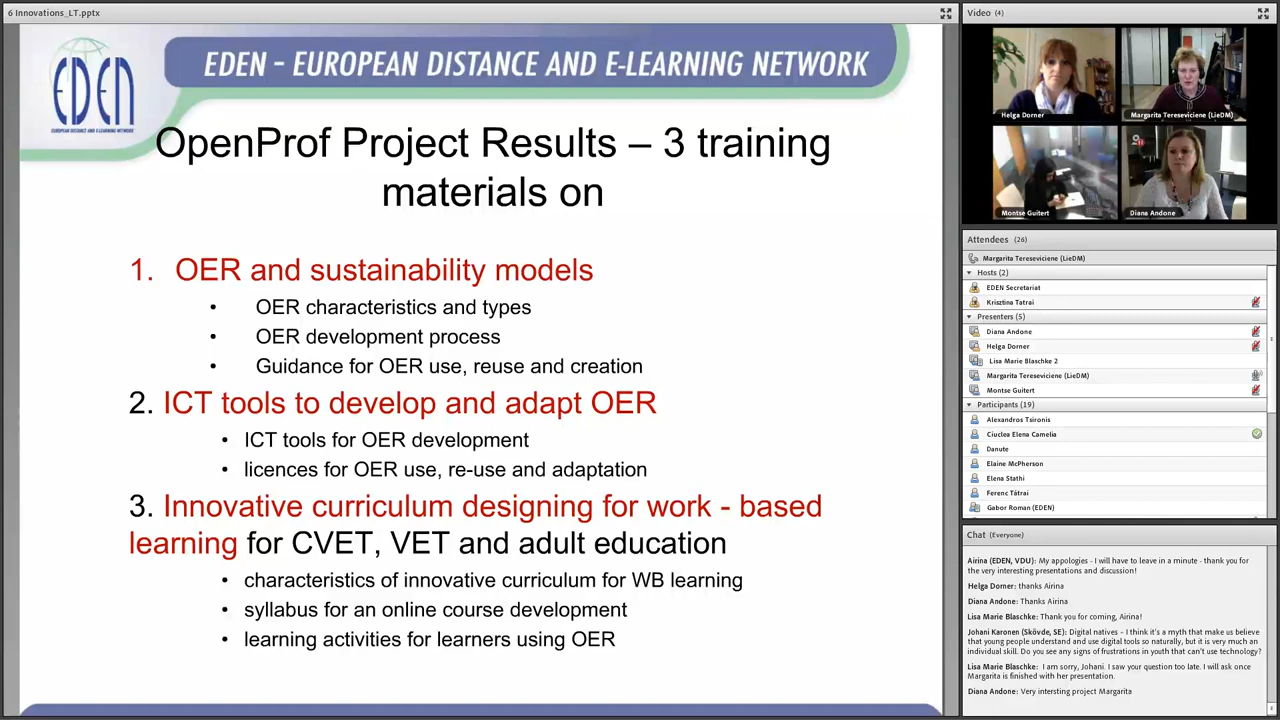 6 Innovations_LT.pptx
EDEN
EUROPEAN DISTANCE AND E-LEARNING NETWORK
EDEN – EUROPEAN DISTANCE AND E-LEARNING NETWORK
OpenProf Project Results – 3 training
materials on
1. OER and sustainability models
• OER characteristics and types
• OER development process
• Guidance for OER use, reuse and creation
2. ICT tools to develop and adapt OER
• ICT tools for OER development
• licences for OER use, re-use and adaptation
3. Innovative curriculum designing for work - based
learning for CVET, VET and adult education
• characteristics of innovative curriculum for WB learning
• syllabus for an online course development
• learning activities for learners using OER
Video (4)
Helga Dorner
Margarita Tereseviciene (LieDM)
Montse Guitert
Diana Andone
Attendees (26)
Margarita Tereseviciene (LieDM)
Hosts (2)
EDEN Secretariat
Krisztina Tatrai
Presenters (5)
Diana Andone
Helga Dorner
Lisa Marie Blaschke 2
Margarita Tereseviciene (LieDM)
Montse Guitert
Participants (19)
Alexandros Tsironis
Ciuclea Elena Camelia
Danute
Elaine McPherson
Elena Stathi
Ferenc Tátrai
Gabor Roman (EDEN)
Chat (Everyone)
Airina (EDEN, VDU): My appologies - I will have to leave in a minute - thank you for
the very interesting presentations and discussion!
Helga Dorner: thanks Airina
Diana Andone: Thanks Airina
Lisa Marie Blaschke: Thank you for coming, Airina!
Johani Karonen (Skövde, SE): Digital natives – I think it's a myth that make us believe
that young people understand and use digital tools so naturally, but it is very much an
individual skill. Do you see any signs of frustrations in youth that can't use technology?
Lisa Marie Blaschke: I am sorry, Johani. I saw your question too late. I will ask once
Margarita is finished with her presentation.
Diana Andone: Very intersting project Margarita